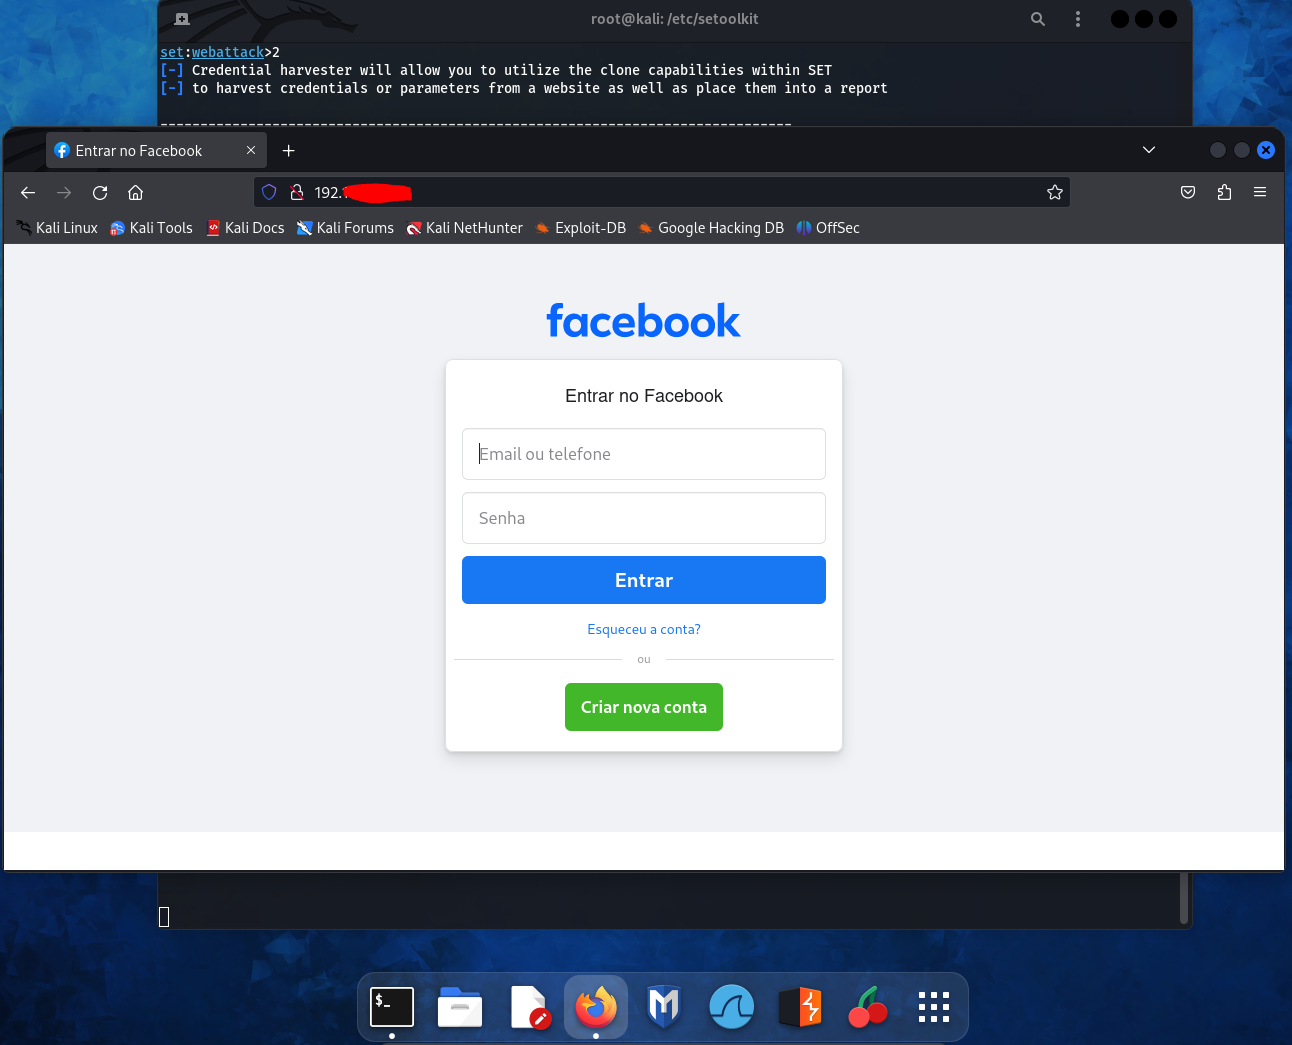 root@kali: /etc/setoolkit
set:webattack>2
[-] Credential harvester will allow you to utilize the clone capabilities within SET
[-] to harvest credentials or parameters from a website as well as place them into a report
-------------------------------------------------------------------------------
Entrar no Facebook
192.
Kali Linux Kali Tools Kali Docs Kali Forums Kali NetHunter Exploit-DB Google Hacking DB OffSec
facebook
Entrar no Facebook
Email ou telefone
Senha
Entrar
Esqueceu a conta?
ou
Criar nova conta
$_